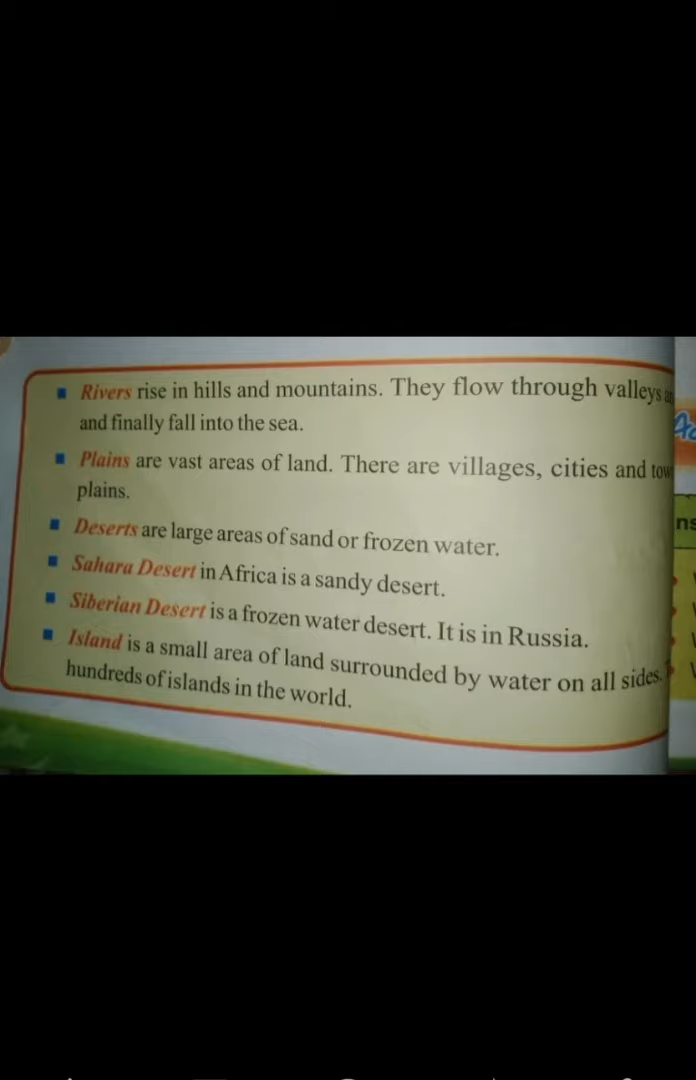 Rivers rise in hills and mountains. They flow through valleys
and finally fall into the sea.
Plains are vast areas of land. There are villages, cities and
plains.
Deserts are large areas of sand or frozen water.
Sahara Desert in Africa is a sandy desert.
Siberian Desert is a frozen water desert. It is in Russia.
Island is a small area of land surrounded by water on all sides.
hundreds of islands in the world.